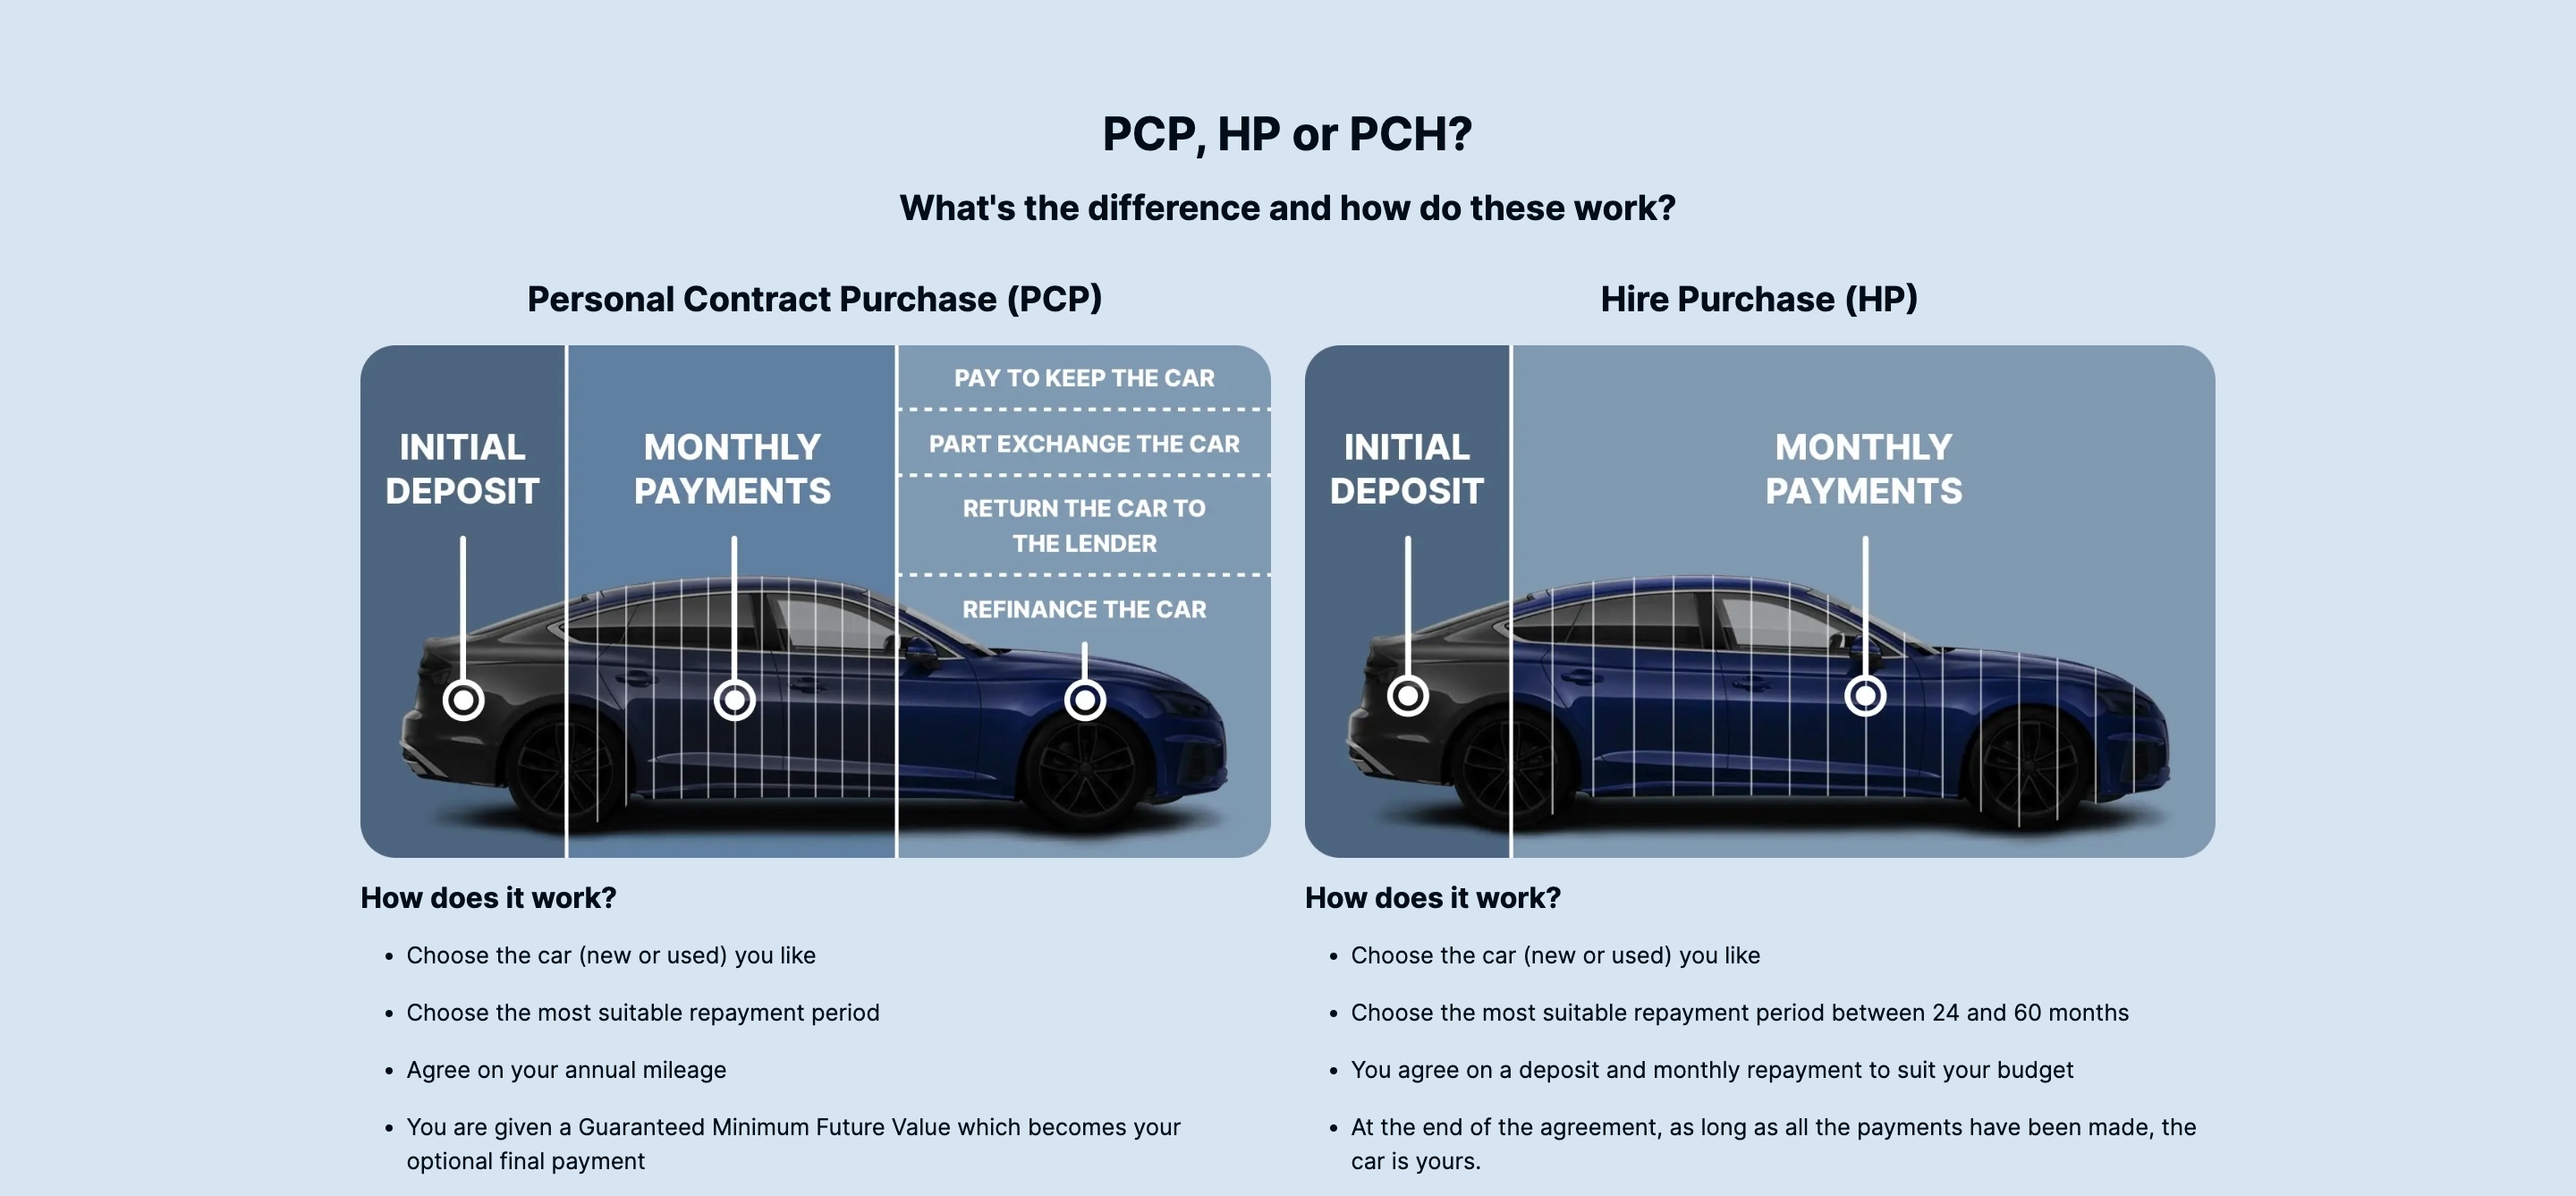 PCP, HP or PCH?
What's the difference and how do these work?
Personal Contract Purchase (PCP)
INITIAL
DEPOSIT
MONTHLY
PAYMENTS
PAY TO KEEP THE CAR
PART EXCHANGE THE CAR
RETURN THE CAR TO
THE LENDER
REFINANCE THE CAR
How does it work?
• Choose the car (new or used) you like
• Choose the most suitable repayment period
• Agree on your annual mileage
• You are given a Guaranteed Minimum Future Value which becomes your
optional final payment
Hire Purchase (HP)
INITIAL
DEPOSIT
MONTHLY
PAYMENTS
How does it work?
• Choose the car (new or used) you like
• Choose the most suitable repayment period between 24 and 60 months
• You agree on a deposit and monthly repayment to suit your budget
• At the end of the agreement, as long as all the payments have been made, the
car is yours.